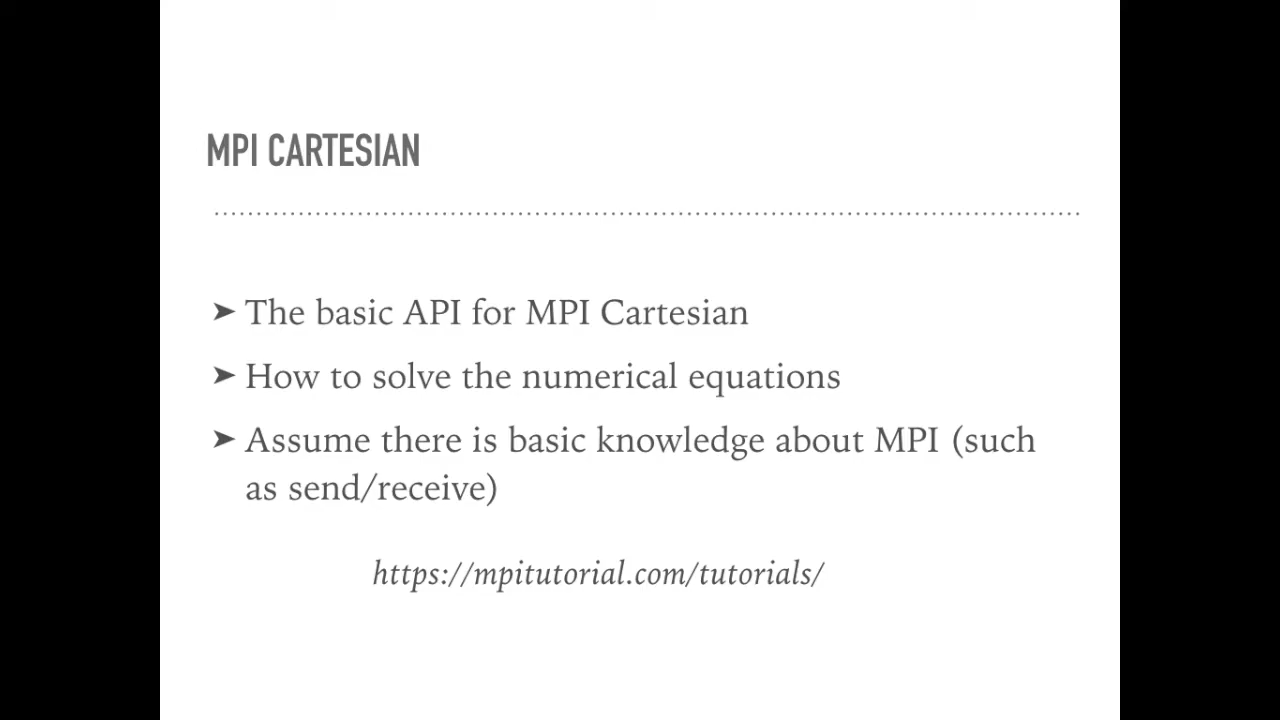 MPI CARTESIAN
➤ The basic API for MPI Cartesian
➤ How to solve the numerical equations
➤ Assume there is basic knowledge about MPI (such
as send/receive)
https://mpitutorial.com/tutorials/